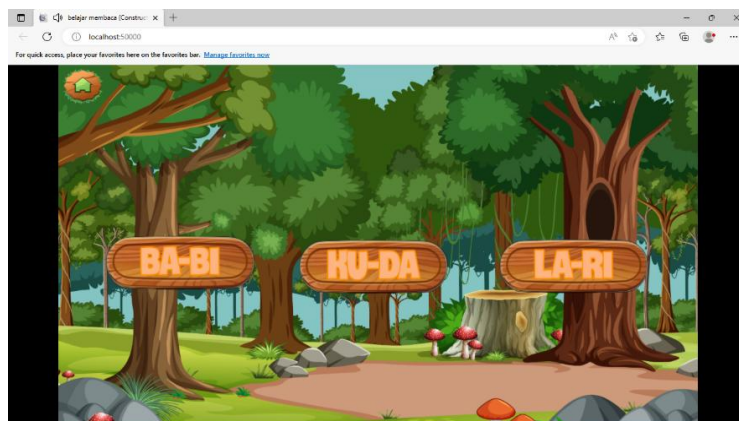 belajar membaca (Construc
localhost:50000
For quick access, place your favorites here on the favorites bar. Manage favorites now
BA-BI
KU-DA
LA-RI